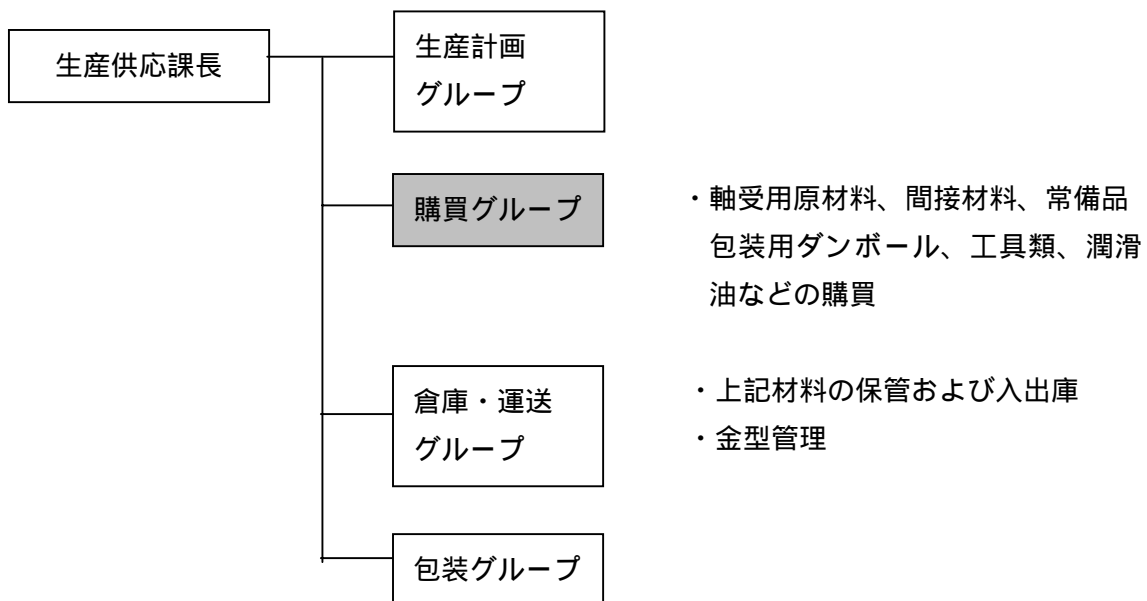 生産供応課長
生産計画
グループ
購買グループ
・軸受用原材料、間接材料、常備品
包装用ダンボール、工具類、潤滑
油などの購買
倉庫・運送
グループ
・上記材料の保管および入出庫
・金型管理
包装グループ